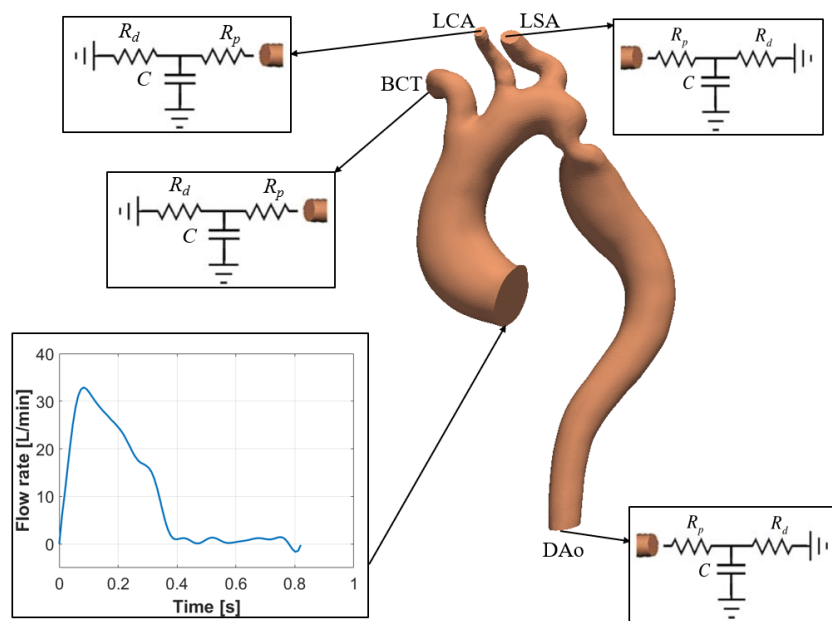 LCA
LSA
R_d
R_p
C
R_p
R_d
C
BCT
R_d
R_p
C
40
30
20
10
0
0
0.2
0.4
0.6
0.8
1
Flow rate [L/min]
Time [s]
R_p
R_d
C
DAo